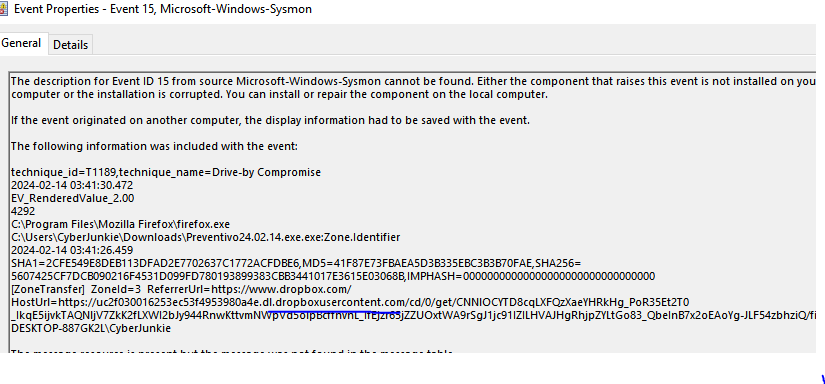 Event Properties - Event 15, Microsoft-Windows-Sysmon
General Details
The description for Event ID 15 from source Microsoft-Windows-Sysmon cannot be found. Either the component that raises this event is not installed on you
computer or the installation is corrupted. You can install or repair the component on the local computer.
If the event originated on another computer, the display information had to be saved with the event.
The following information was included with the event:
technique_id=T1189,technique_name=Drive-by Compromise
2024-02-14 03:41:30.472
EV_RenderedValue_2.00
4292
C:\Program Files\Mozilla Firefox\firefox.exe
C:\Users\CyberJunkie\Downloads\Preventivo24.02.14.exe.exe:Zone.Identifier
2024-02-14 03:41:26.459
SHA1=2CFE549E8DEB113DFAD2E7702637C1772ACFDBE6,MD5=41F87E73FBAEA5D3B335EBC3B3B70FAE,SHA256=
5607425CF7DCB090216F4531D099FD780193899383CBB3441017E3615E03068B,IMPHASH=00000000000000000000000000000000
[ZoneTransfer] ZoneId=3 ReferrerUrl=https://www.dropbox.com/
HostUrl=https://uc2f030016253ec53f4953980a4e.dl.dropboxusercontent.com/cd/0/get/CNNIOCYTD8cqLXFQzXaeYHRkHg_PoR35Et2T0
DESKTOP-887GK2L\CyberJunkie
The message resource is present but the message was not found in the message table